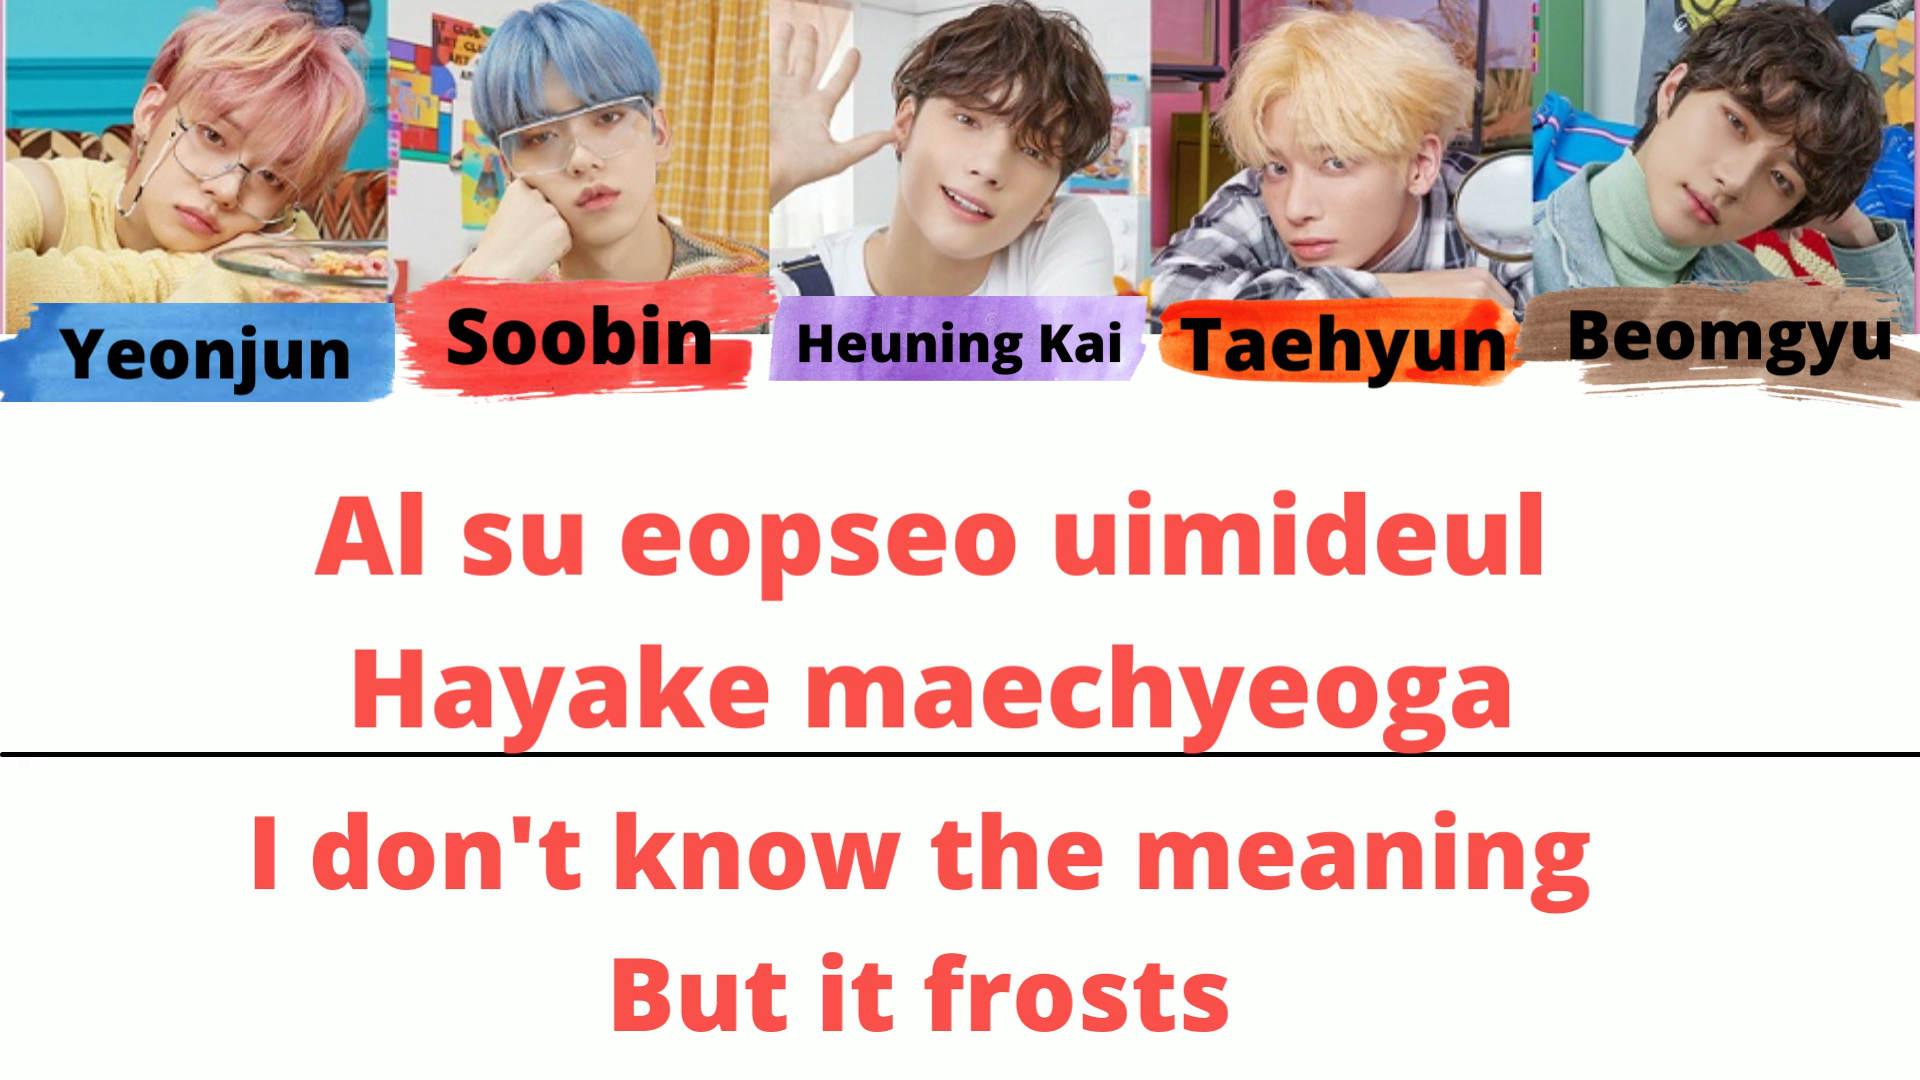 Yeonjun
Soobin
Heuning Kai
Taehyun
Beomgyu
Al su eopseo uimideul
Hayake maechyeoga
I don't know the meaning
But it frosts